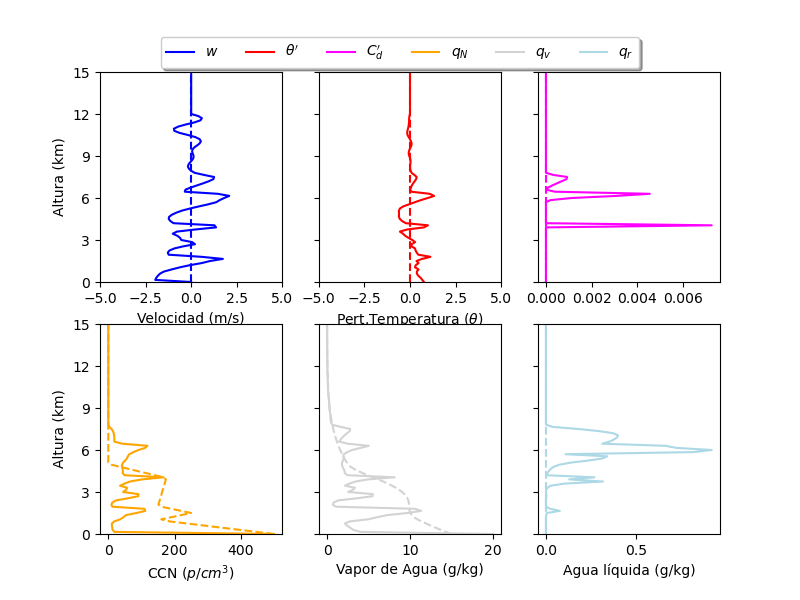 w θ′ C′d qN qv qr
15
12
9
6
3
0
Altura (km)
−5.0 −2.5 0.0 2.5 5.0
Velocidad (m/s)
−5.0 −2.5 0.0 2.5 5.0
Pert.Temperatura (θ)
0.000 0.002 0.004 0.006
15
12
9
6
3
0
Altura (km)
0 200 400
CCN (p/cm³)
0 10 20
Vapor de Agua (g/kg)
0.0 0.5
Agua líquida (g/kg)